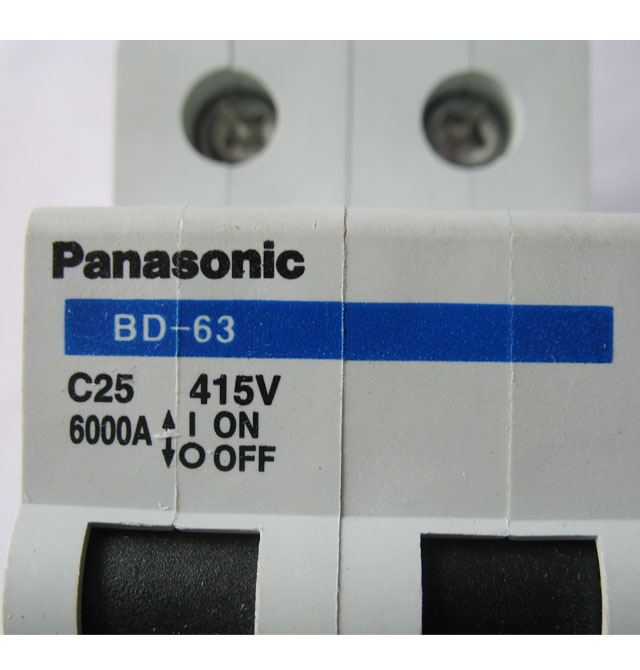 Panasonic
BD-63
C25 415V
6000A I ON
O OFF